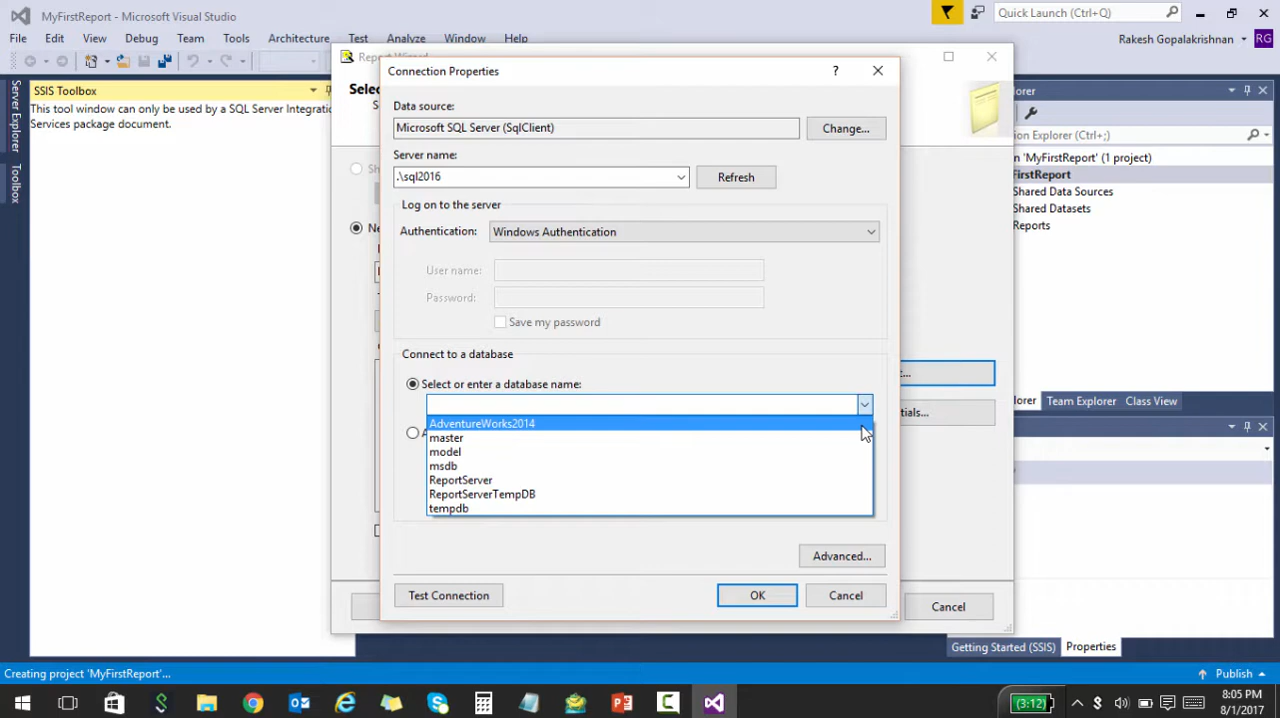 MyFirstReport - Microsoft Visual Studio
Quick Launch (Ctrl+Q)
File Edit View Debug Team Tools Architecture Test Analyze Window Help
Rakesh Gopalakrishnan RG
Server Explorer
Toolbox
SSIS Toolbox
This tool window can only be used by a SQL Server Integra
Services package document.
Report Wizard
Selec
Connection Properties
?
Data source:
Microsoft SQL Server (SqlClient)
Change...
Server name:
.\sql2016
Refresh
Log on to the server
Authentication: Windows Authentication
User name:
Password:
Save my password
Connect to a database
Select or enter a database name:
AdventureWorks2014
master
model
msdb
ReportServer
ReportServerTempDB
tempdb
Advanced...
Test Connection
OK
Cancel
Cancel
ion Explorer (Ctrl+;)
n 'MyFirstReport' (1 project)
FirstReport
Shared Data Sources
Shared Datasets
Reports
Team Explorer
Class View
Getting Started (SSIS)
Properties
Creating project 'MyFirstReport'...
Publish
(3:12)
8:05 PM
8/1/2017